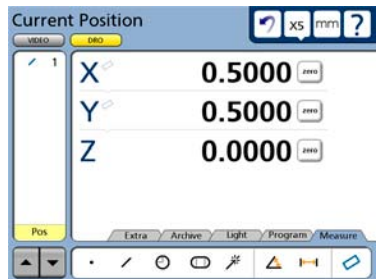 Current Position
x5 mm ?
VIDEO DRO
1
X 0.5000 zero
Y 0.5000 zero
Z 0.0000 zero
Pos
Extra Archive Light Program Measure